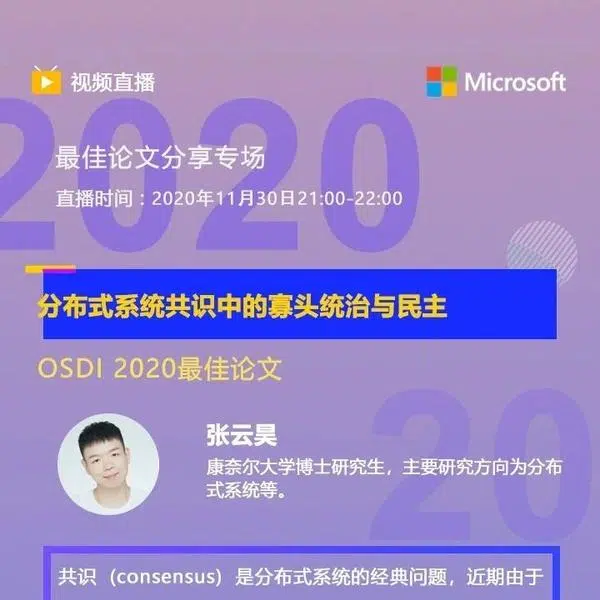 视频直播
Microsoft
2020
最佳论文分享专场
直播时间：2020年11月30日21:00-22:00
分布式系统共识中的寡头统治与民主
OSDI 2020最佳论文
20
张云昊
康奈尔大学博士研究生，主要研究方向为分布
式系统等。
共识（consensus）是分布式系统的经典问题，近期由于